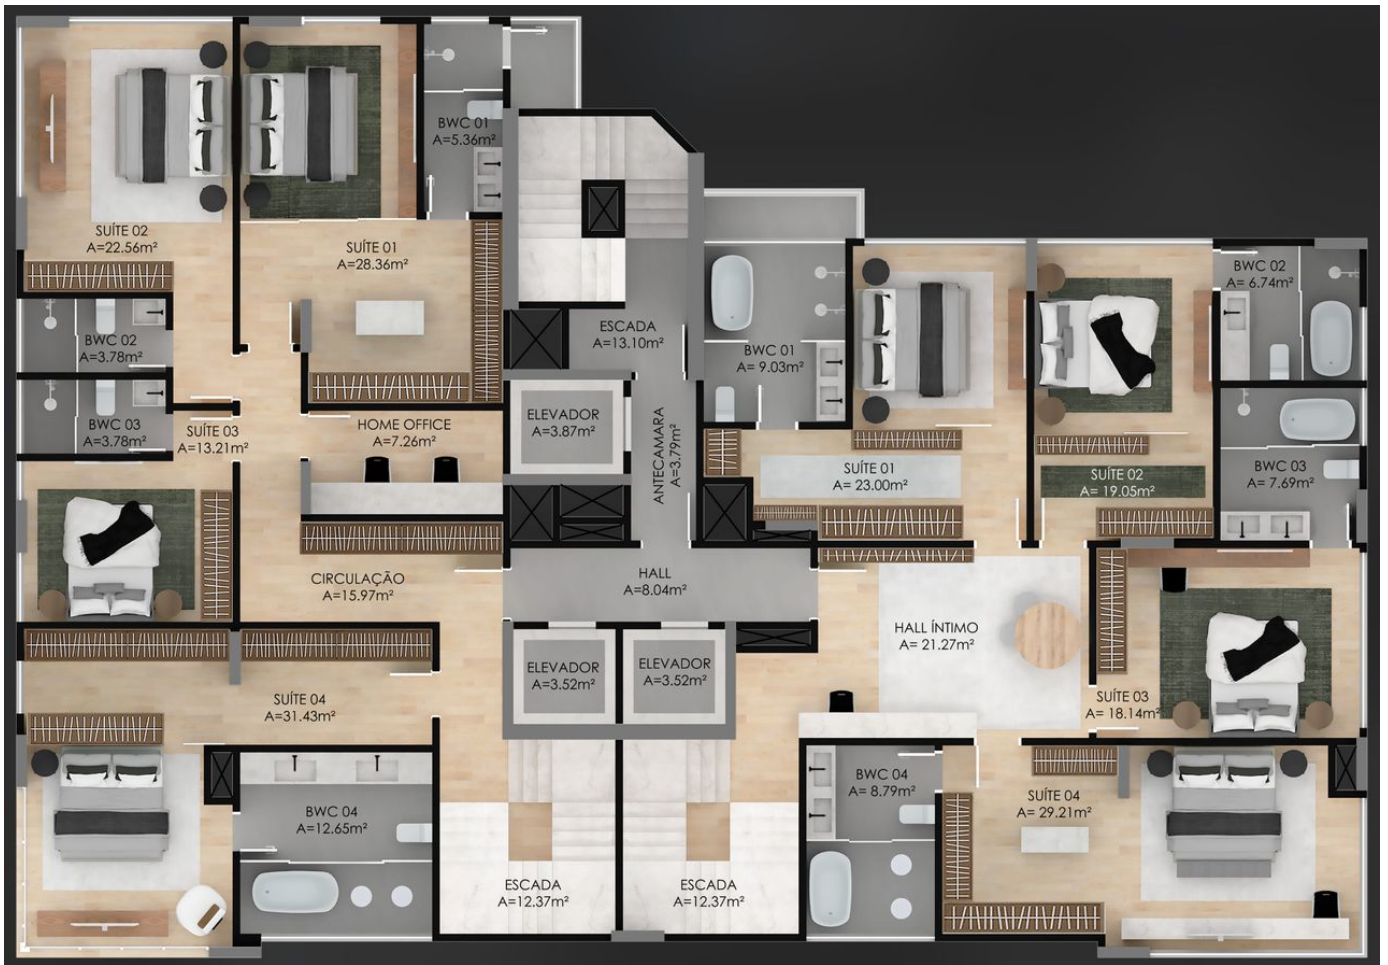 BWC 01
A=5.36m²
SUÍTE 02
A=22.56m²
SUÍTE 01
A=28.36m²
BWC 02
A=3.78m²
BWC 03
A=3.78m²
SUÍTE 03
A=13.21m²
HOME OFFICE
A=7.26m²
ESCADA
A=13.10m²
ELEVADOR
A=3.87m²
ANTECAMARA
A=3.79m²
BWC 01
A= 9.03m²
BWC 02
A= 6.74m²
SUÍTE 01
A= 23.00m²
SUÍTE 02
A= 19.05m²
BWC 03
A= 7.69m²
CIRCULAÇÃO
A=15.97m²
HALL
A=8.04m²
HALL ÍNTIMO
A= 21.27m²
ELEVADOR
A=3.52m²
ELEVADOR
A=3.52m²
SUÍTE 04
A=31.43m²
SUÍTE 03
A= 18.14m²
BWC 04
A=12.65m²
BWC 04
A= 8.79m²
SUÍTE 04
A= 29.21m²
ESCADA
A=12.37m²
ESCADA
A=12.37m²